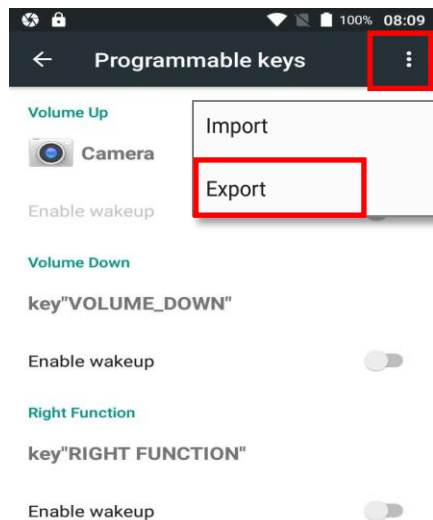 100% 08:09
Programmable keys
Volume Up
Import
Camera
Export
Enable wakeup
Volume Down
key"VOLUME_DOWN"
Enable wakeup
Right Function
key"RIGHT FUNCTION"
Enable wakeup